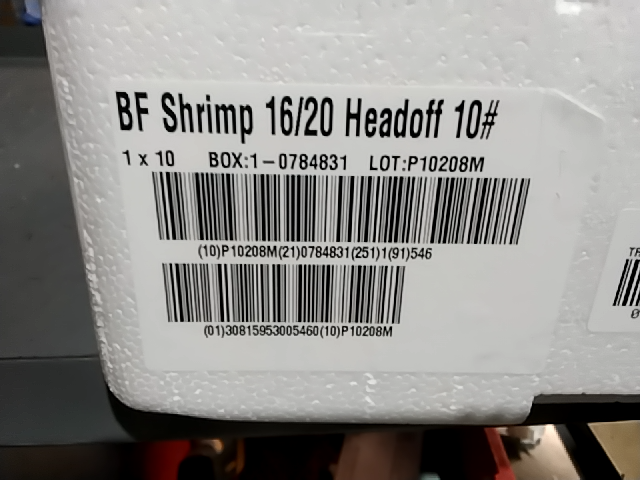 BF Shrimp 16/20 Headoff 10#
1 x 10 BOX:1-0784831 LOT:P10208M
(10)P10208M(21)0784831(251)1(91)546
(01)30815953005460(10)P10208M